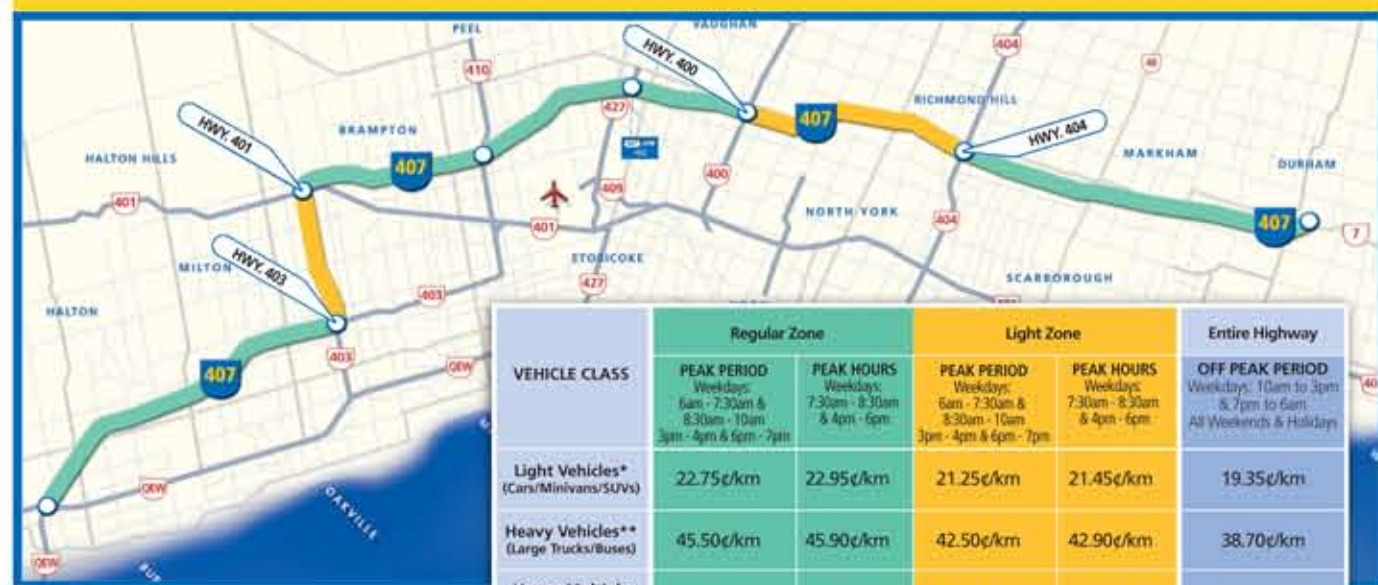 PEEL
VAUGHAN
HWY. 400
404
48
410
427
HWY. 401
BRAMPTON
407
RICHMOND HILL
HWY. 404
HALTON HILLS
407
MARKHAM
DURHAM
401
409
400
NORTH YORK
404
407
7
401
ETOBICOKE
MILTON
HWY. 403
427
SCARBOROUGH
HALTON
403
407
403
QEW
QEW
OAKVILLE
QEW
VEHICLE CLASS
Regular Zone
Light Zone
Entire Highway
PEAK PERIOD
Weekdays:
6am - 7:30am &
8:30am - 10am
3pm - 4pm & 6pm - 7pm
PEAK HOURS
Weekdays:
7:30am - 8:30am
& 4pm - 6pm
PEAK PERIOD
Weekdays:
6am - 7:30am &
8:30am - 10am
3pm - 4pm & 6pm - 7pm
PEAK HOURS
Weekdays:
7:30am - 8:30am
& 4pm - 6pm
OFF PEAK PERIOD
Weekdays: 10am to 3pm
& 7pm to 6am
All Weekends & Holidays
Light Vehicles*
(Cars/Minivans/SUVs)
22.75¢/km 22.95¢/km 21.25¢/km 21.45¢/km 19.35¢/km
Heavy Vehicles**
(Large Trucks/Buses)
45.50¢/km 45.90¢/km 42.50¢/km 42.90¢/km 38.70¢/km